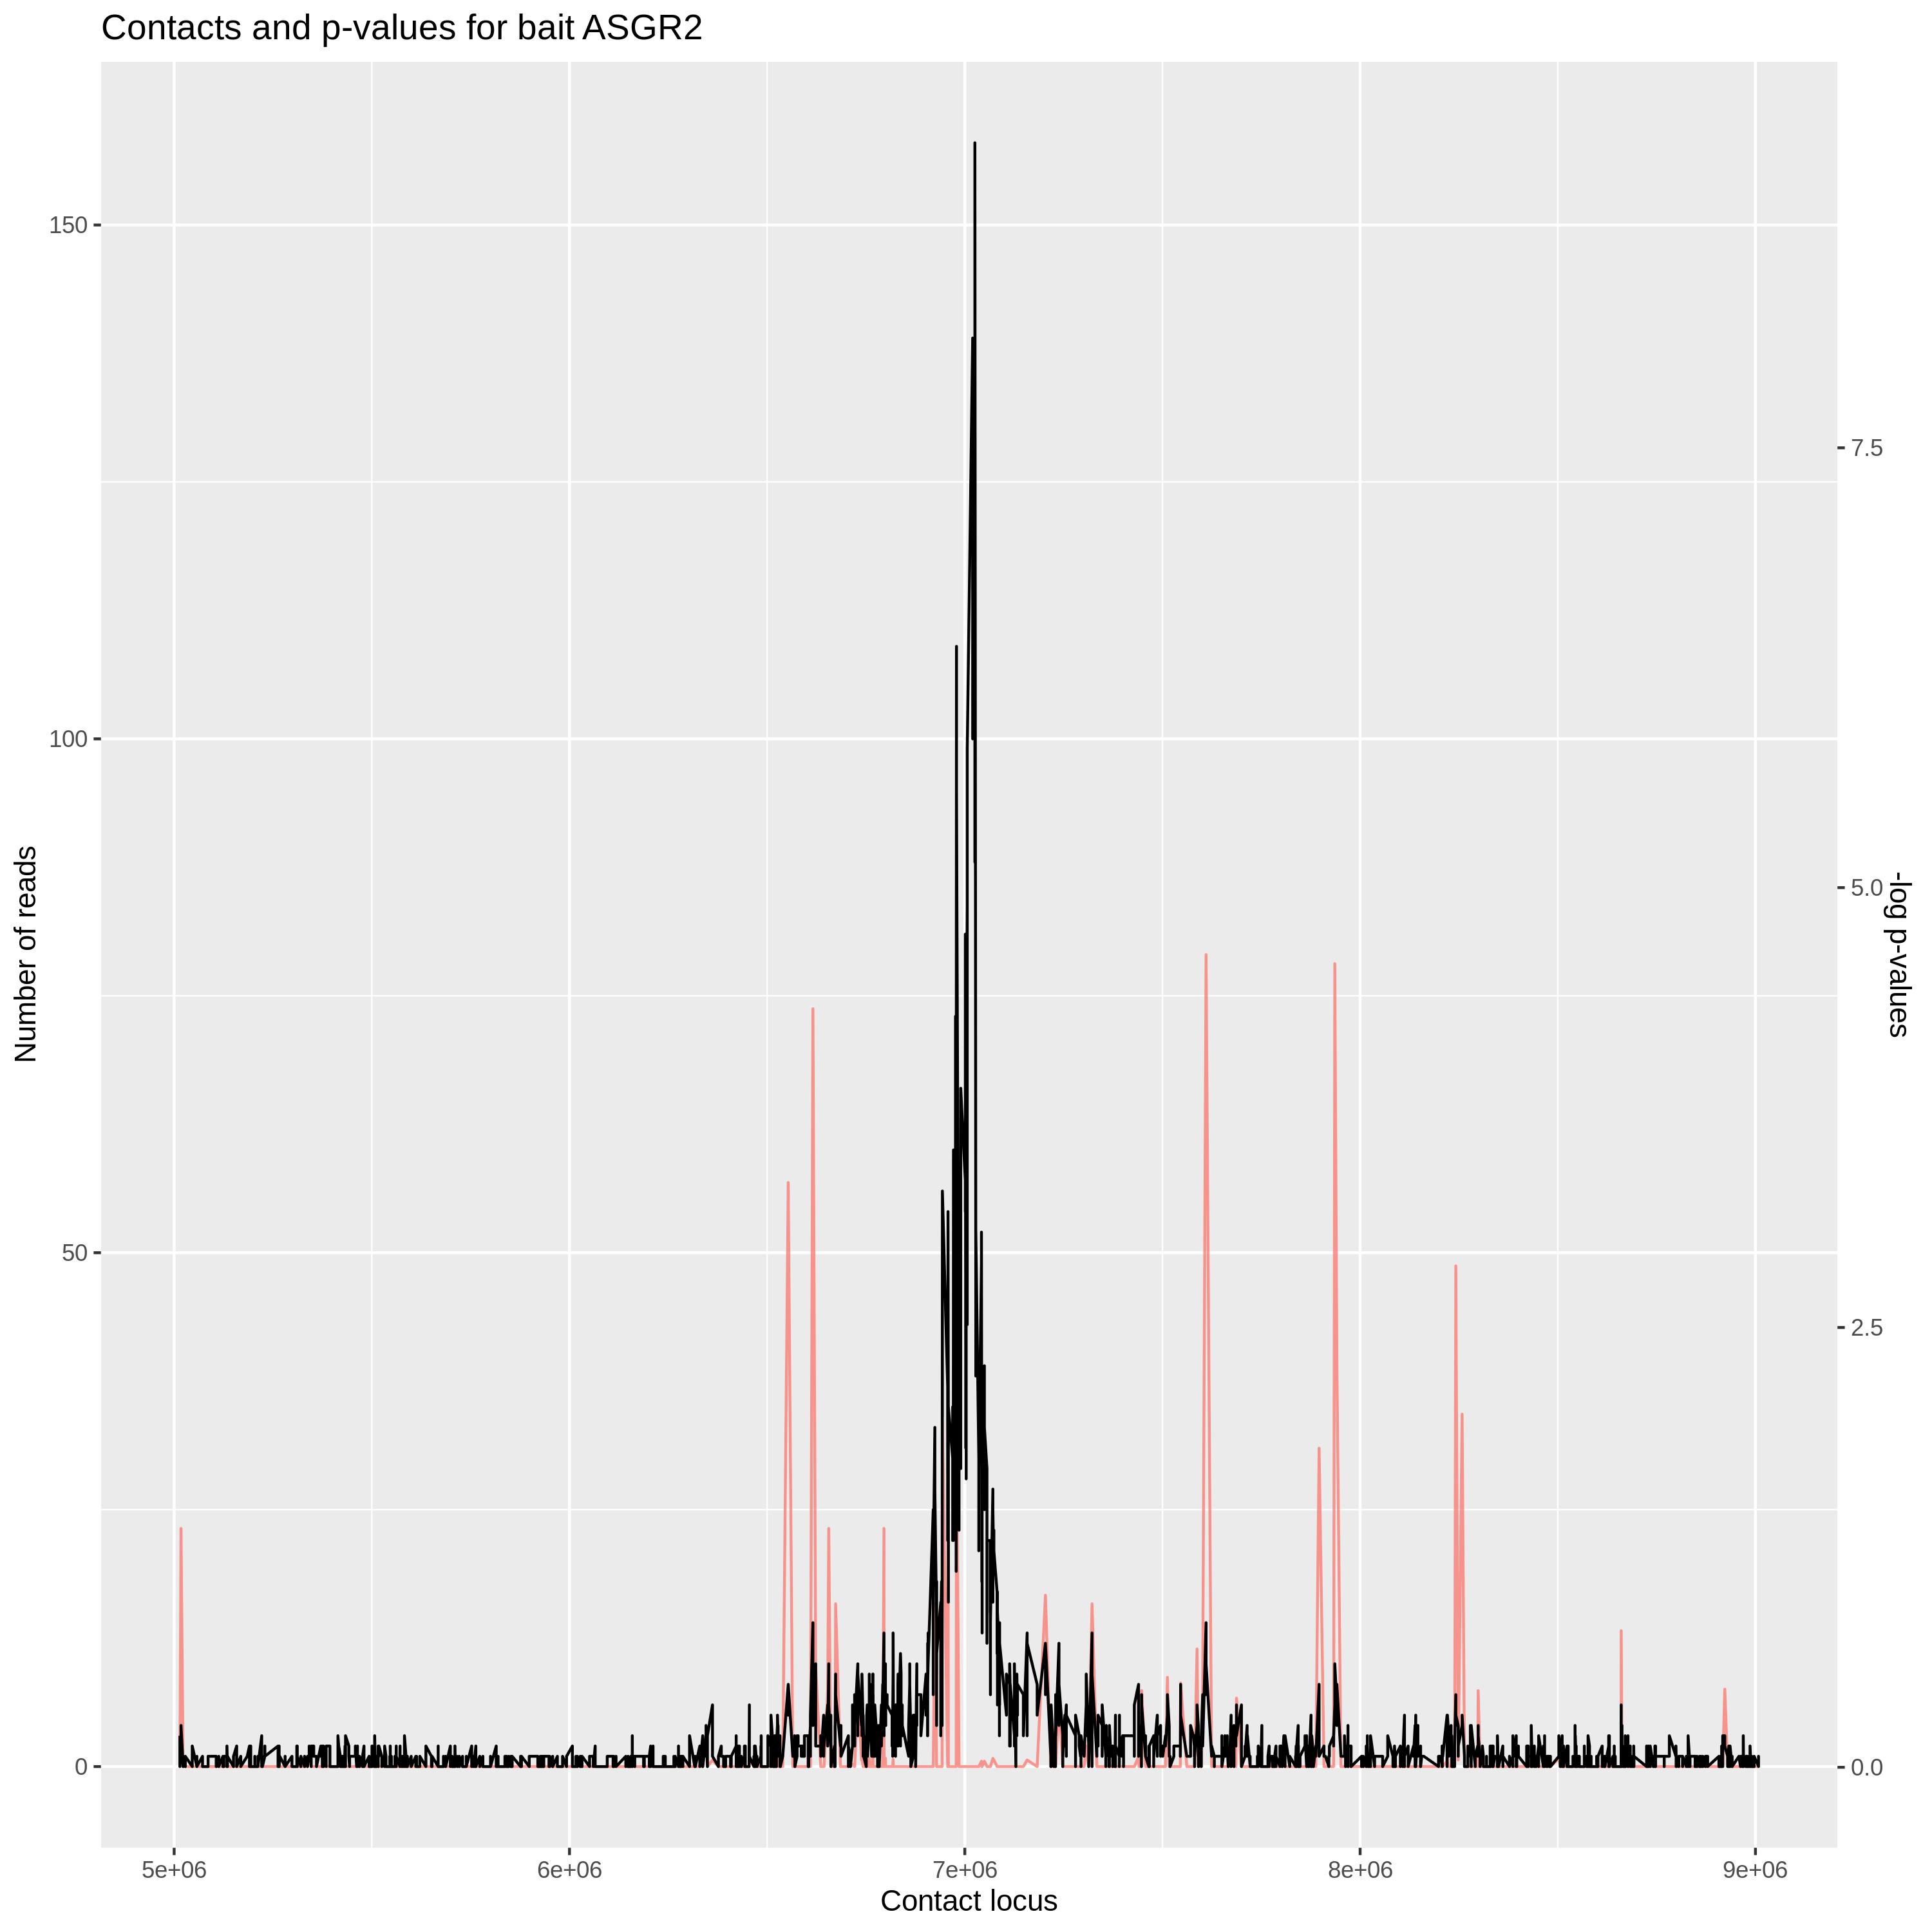 Contacts and p-values for bait ASGR2
150
100
50
0
Number of reads
7.5
5.0
2.5
0.0
-log p-values
5e+06
6e+06
7e+06
8e+06
9e+06
Contact locus